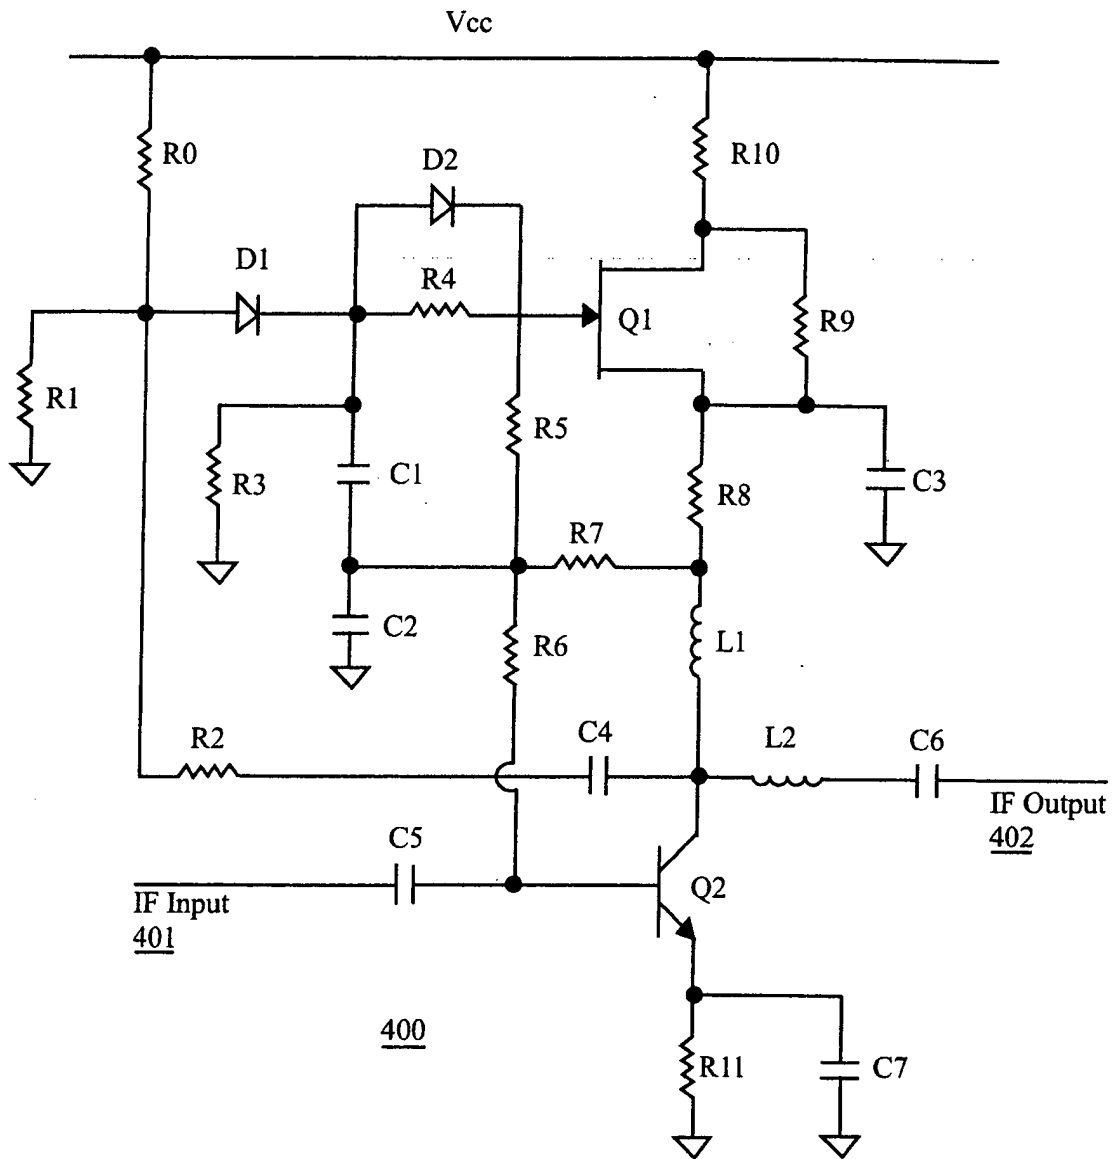 Vcc
R0
R10
D2
D1
R4
Q1
R9
R1
R5
R3
C1
R8
C3
R7
C2
R6
L1
R2
C4
L2
C6
IF Output
402
C5
Q2
IF Input
401
400
R11
C7